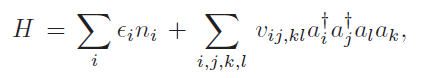 H = ∑_i ϵ_i n_i + ∑_{i,j,k,l} v_{ij,kl} a_i^† a_j^† a_l a_k,